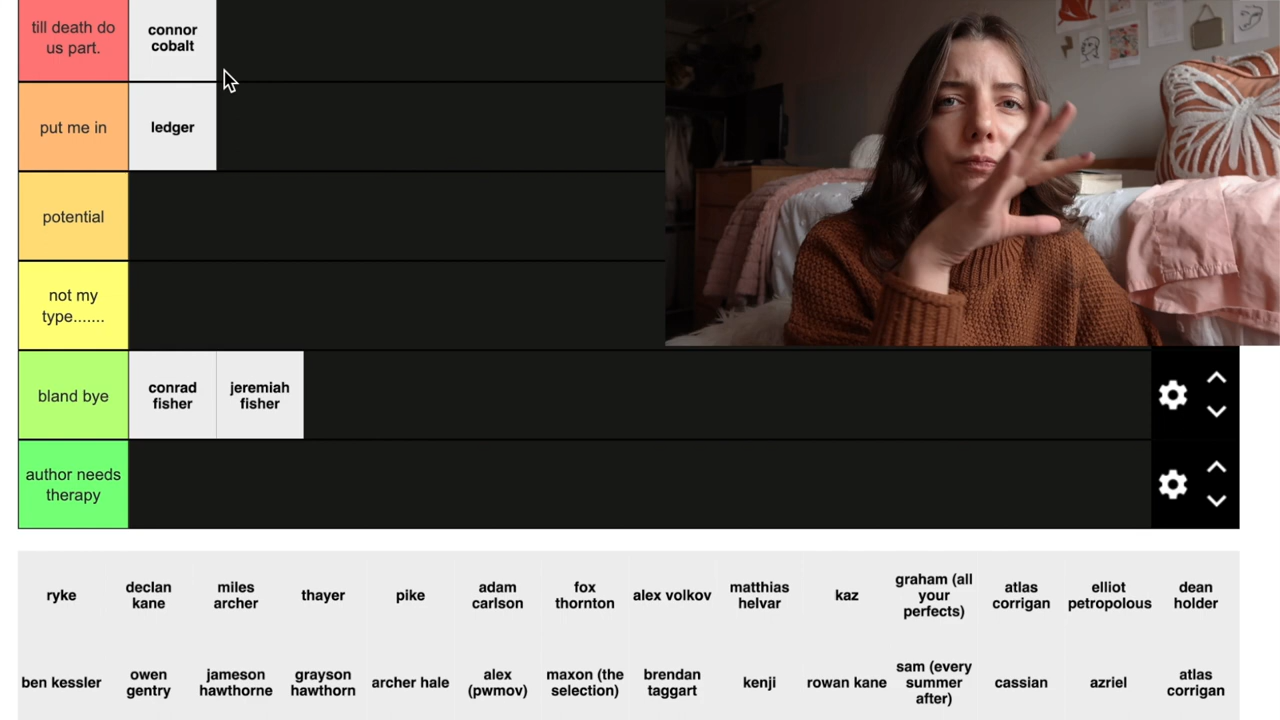 till death do
us part.
connor
cobalt
put me in
ledger
potential
not my
type.......
bland bye
conrad
fisher
jeremiah
fisher
author needs
therapy
ryke
declan
kane
miles
archer
thayer
pike
adam
carlson
fox
thornton
alex volkov
matthias
helvar
kaz
graham (all
your
perfects)
atlas
corrigan
elliot
petropolous
dean
holder
ben kessler
owen
gentry
jameson
hawthorne
grayson
hawthorn
archer hale
alex
(pwmov)
maxon (the
selection)
brendan
taggart
kenji
rowan kane
sam (every
summer
after)
cassian
azriel
atlas
corrigan